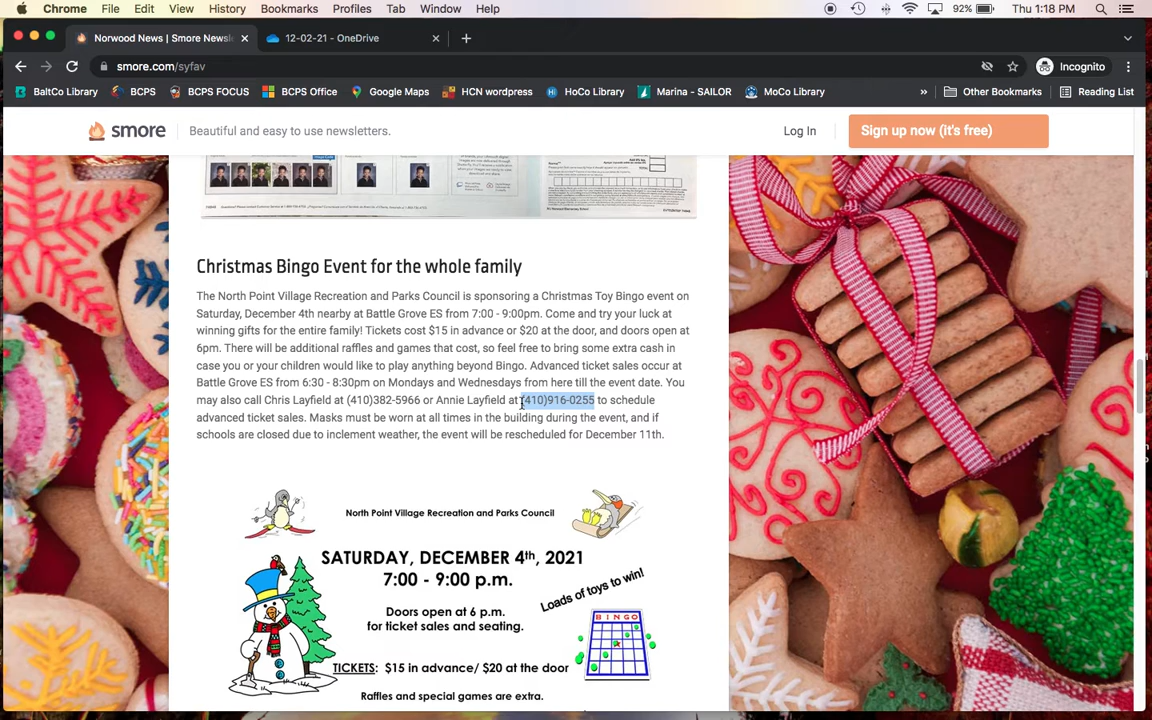 Chrome File Edit View History Bookmarks Profiles Tab Window Help 92% Thu 1:18 PM
Norwood News | Smore Newsl × 12-02-21 - OneDrive × +
smore.com/syfav Incognito
BaltCo Library BCPS BCPS FOCUS BCPS Office Google Maps HCN wordpress HoCo Library Marina - SAILOR MoCo Library » Other Bookmarks Reading List
smore Beautiful and easy to use newsletters. Log In Sign up now (it's free)
Christmas Bingo Event for the whole family
The North Point Village Recreation and Parks Council is sponsoring a Christmas Toy Bingo event on
Saturday, December 4th nearby at Battle Grove ES from 7:00 - 9:00pm. Come and try your luck at
winning gifts for the entire family! Tickets cost $15 in advance or $20 at the door, and doors open at
6pm. There will be additional raffles and games that cost, so feel free to bring some extra cash in
case you or your children would like to play anything beyond Bingo. Advanced ticket sales occur at
Battle Grove ES from 6:30 - 8:30pm on Mondays and Wednesdays from here till the event date. You
may also call Chris Layfield at (410)382-5966 or Annie Layfield at (410)916-0255 to schedule
advanced ticket sales. Masks must be worn at all times in the building during the event, and if
schools are closed due to inclement weather, the event will be rescheduled for December 11th.
North Point Village Recreation and Parks Council
SATURDAY, DECEMBER 4th, 2021
7:00 - 9:00 p.m.
Loads of toys to win!
Doors open at 6 p.m.
for ticket sales and seating.
BINGO
TICKETS: $15 in advance/ $20 at the door
Raffles and special games are extra.